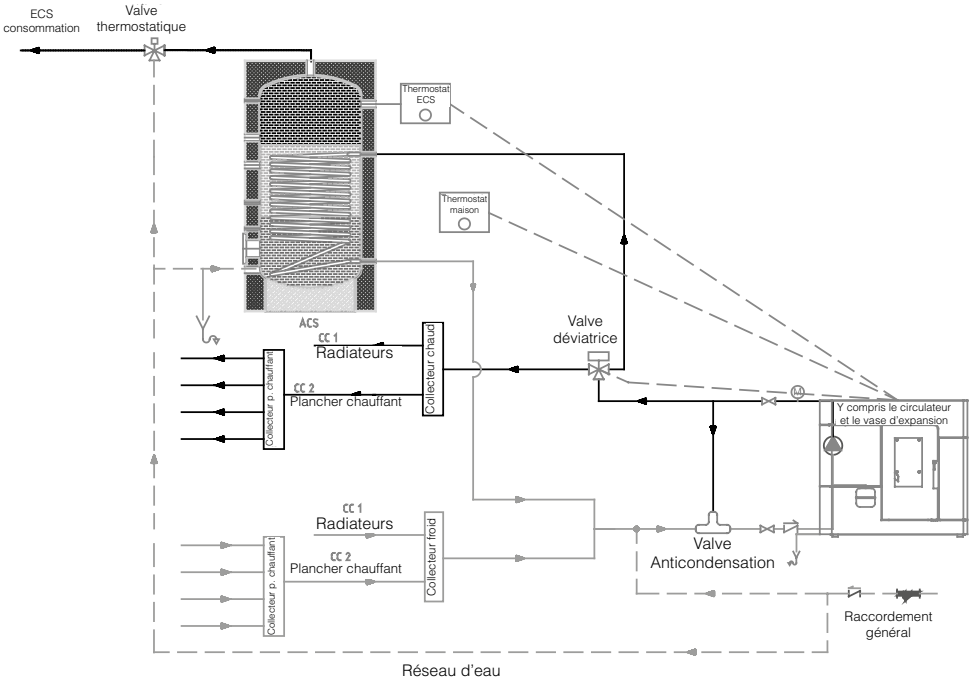 ECS
consommation
Valve
thermostatique
Thermostat
ECS
Thermostat
maison
ACS
CC 1
Radiateurs
Collecteur chaud
Valve
déviatrice
Collecteur p. chauffant
CC 2
Plancher chauffant
M
Y compris le circulateur
et le vase d'expansion
CC 1
Radiateurs
Collecteur froid
CC 2
Plancher chauffant
Collecteur p. chauffant
Valve
Anticondensation
Raccordement
général
Réseau d'eau